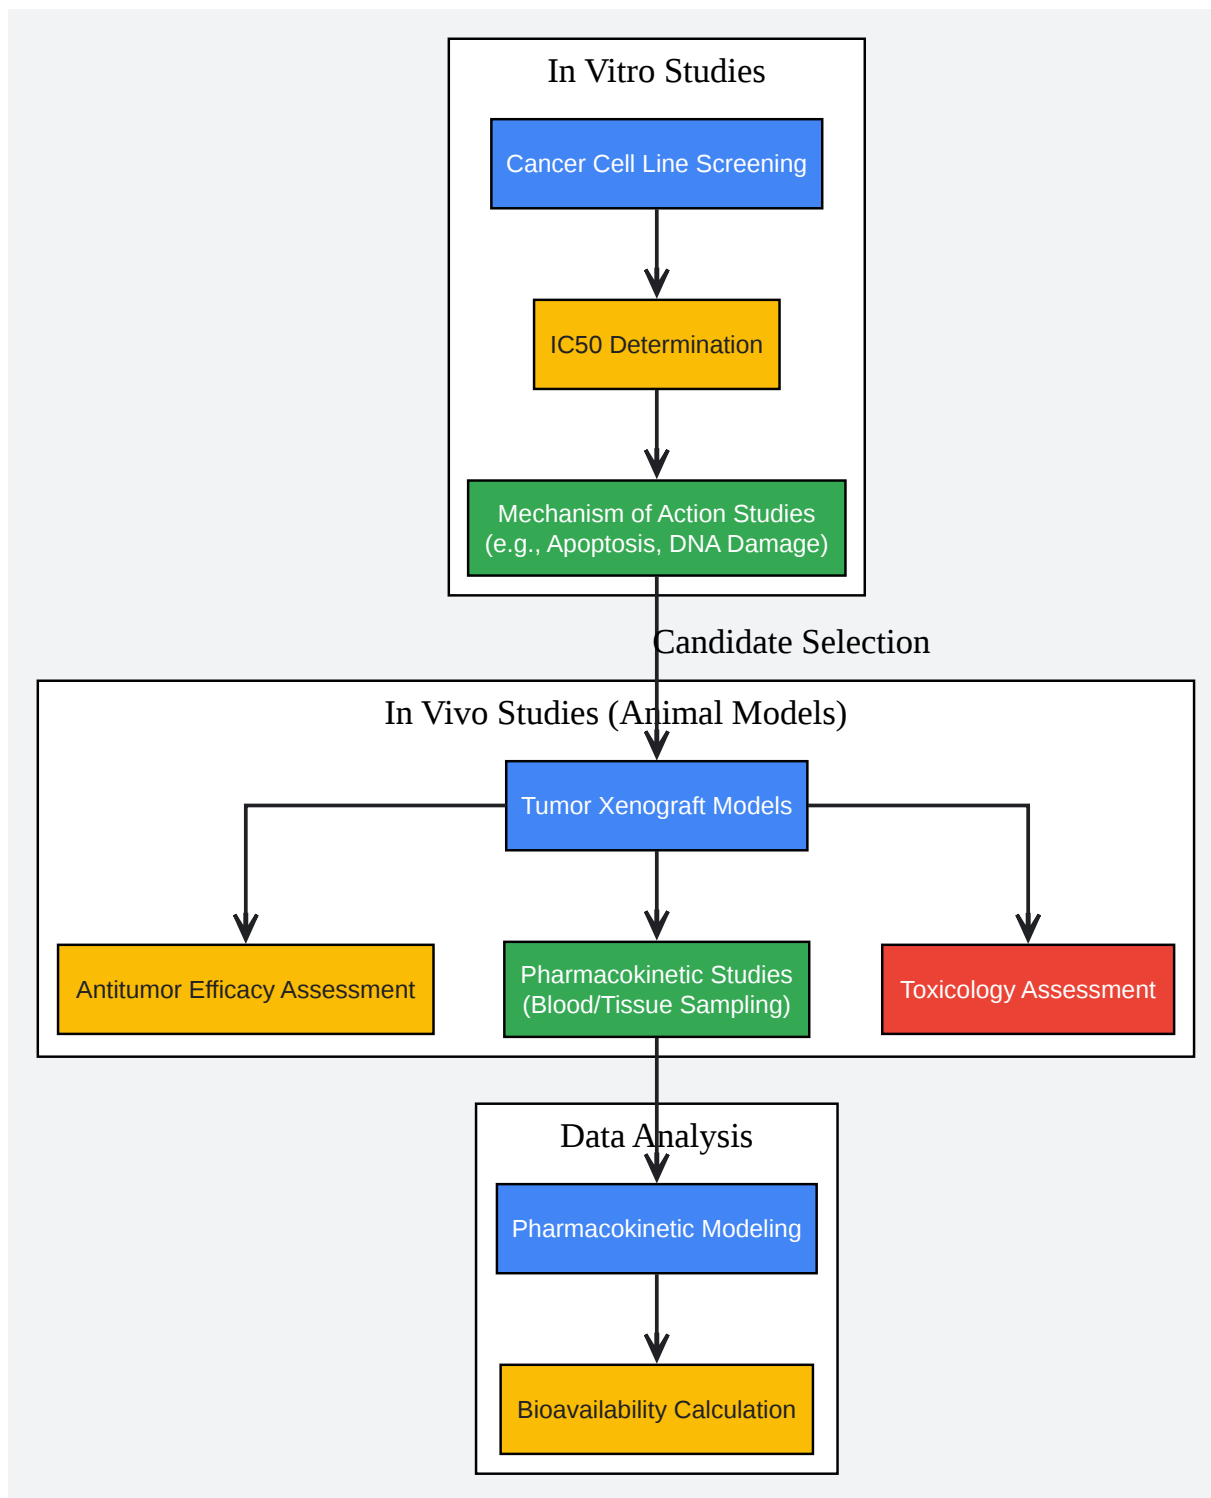 In Vitro Studies
Cancer Cell Line Screening
IC50 Determination
Mechanism of Action Studies
(e.g., Apoptosis, DNA Damage)
Candidate Selection
In Vivo Studies (Animal Models)
Tumor Xenograft Models
Antitumor Efficacy Assessment
Pharmacokinetic Studies
(Blood/Tissue Sampling)
Toxicology Assessment
Data Analysis
Pharmacokinetic Modeling
Bioavailability Calculation